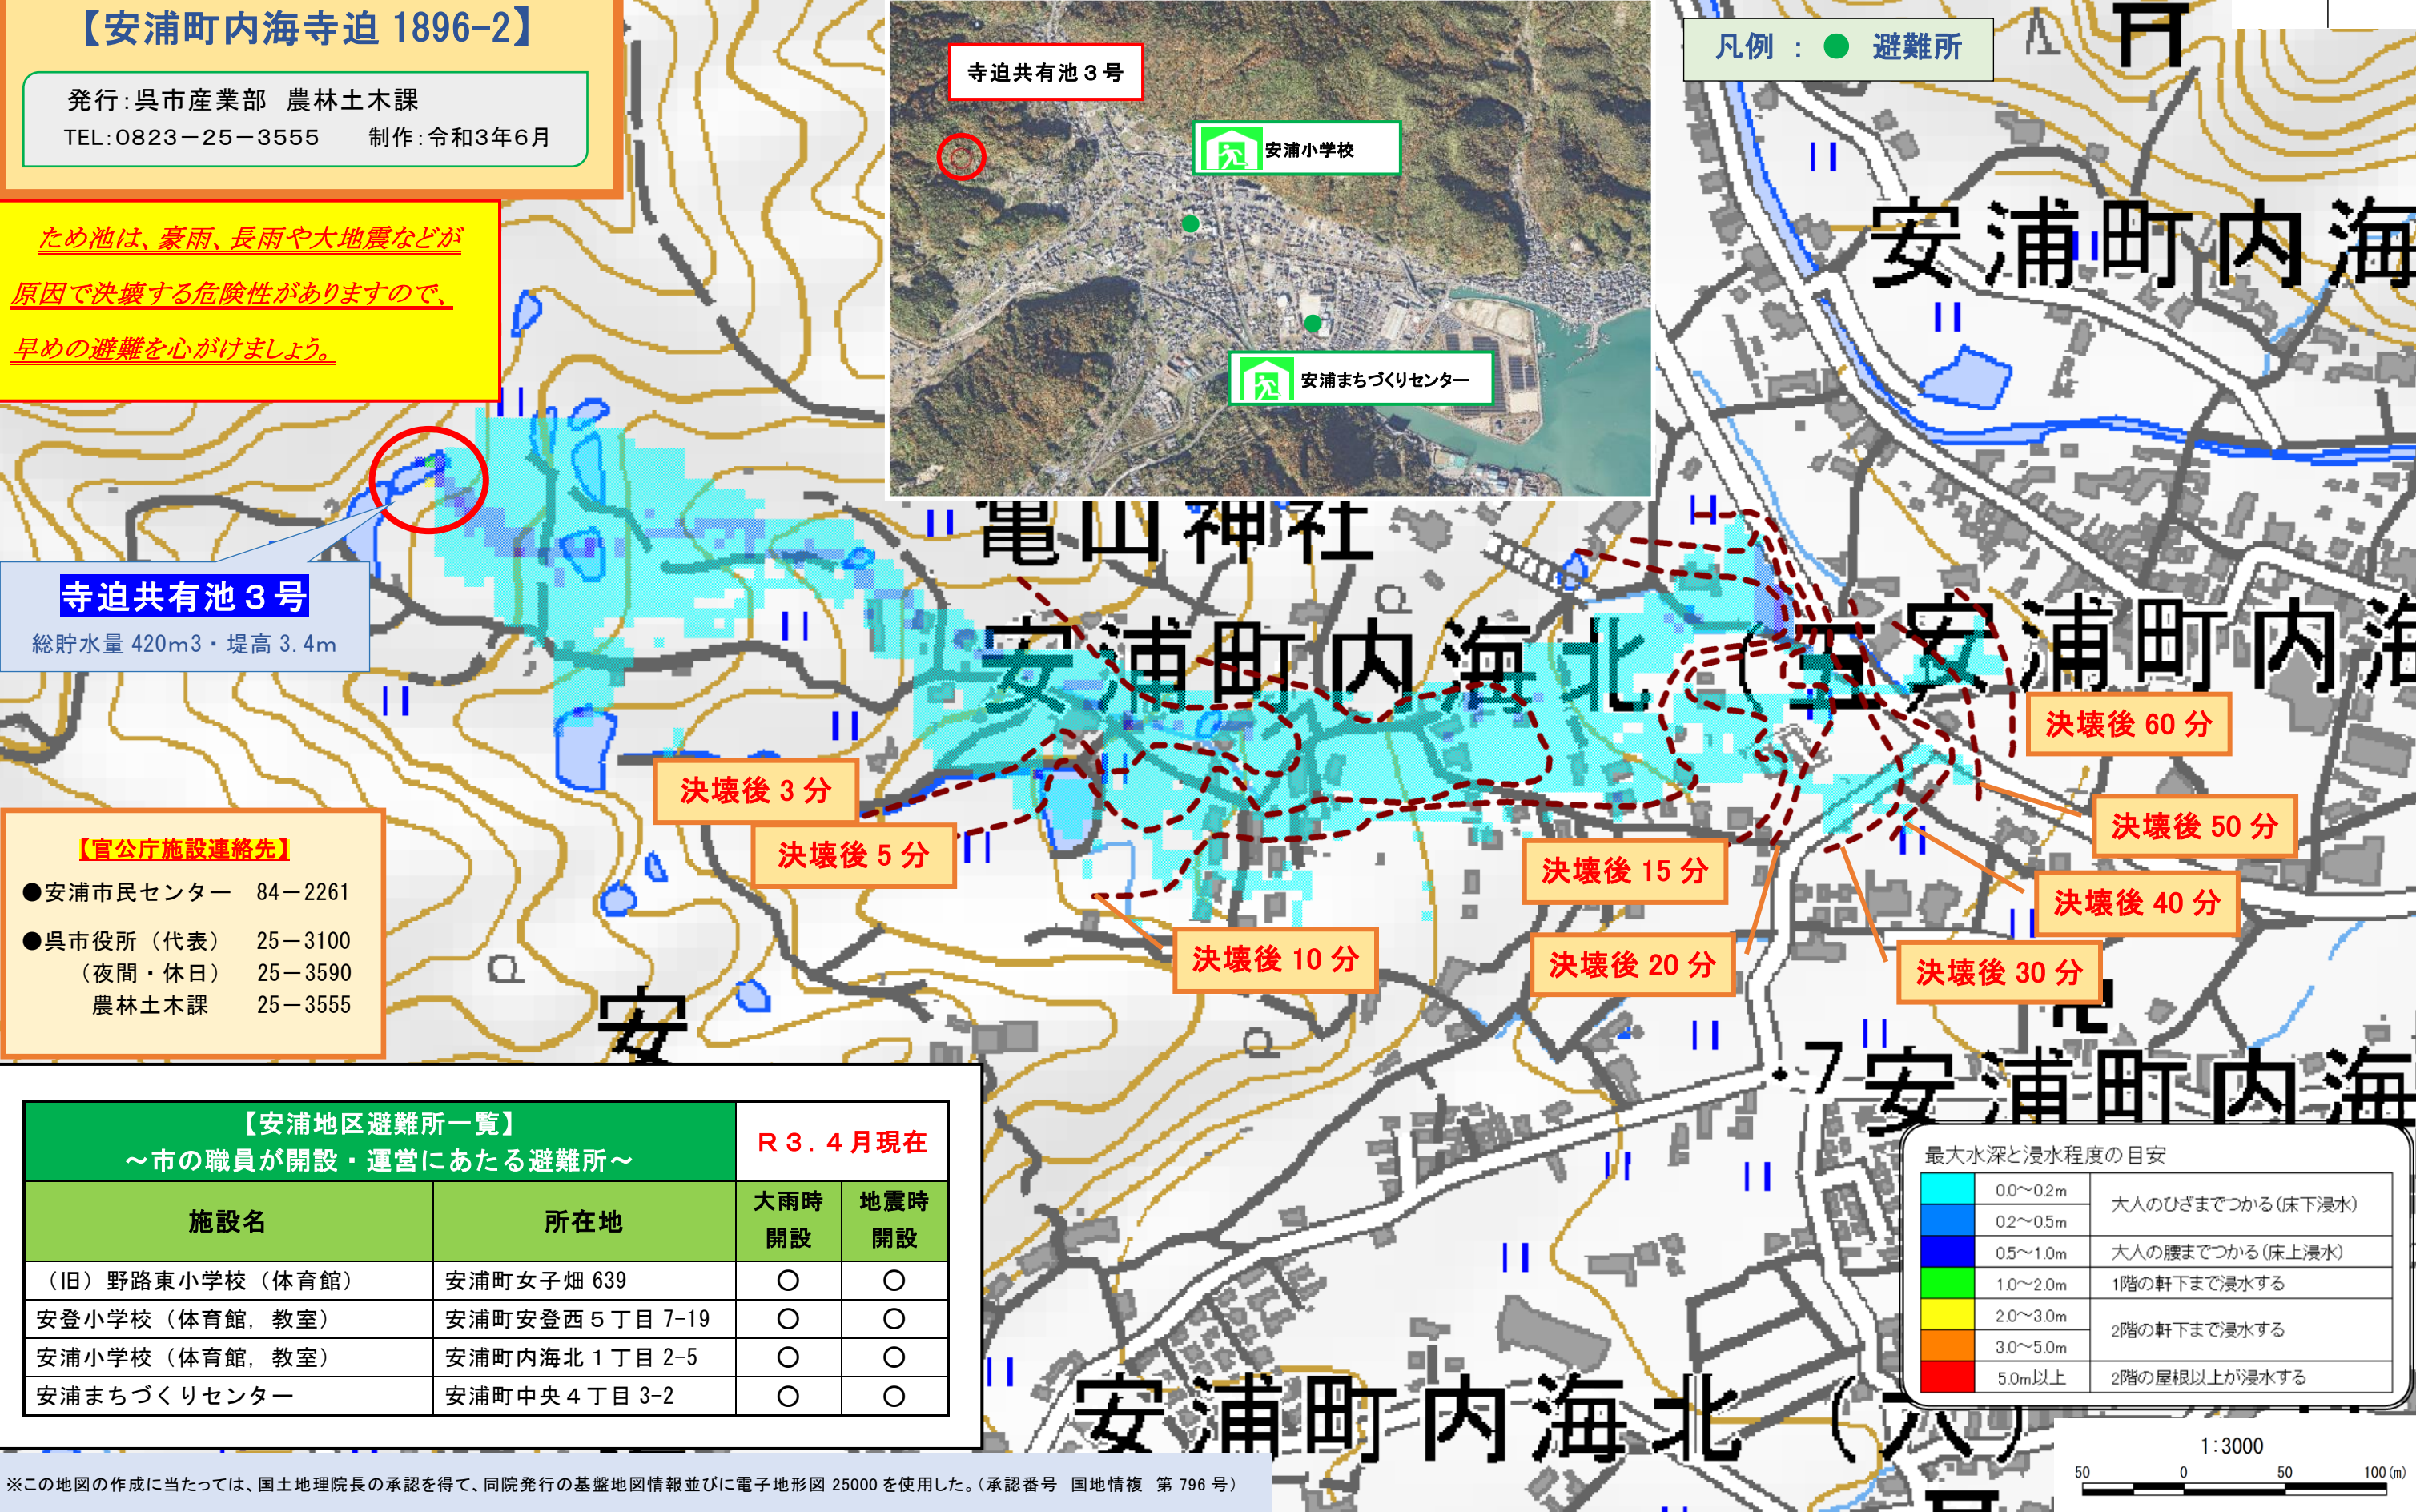 【安浦町内海寺迫 1896-2】
発行：呉市産業部　農林土木課
TEL：0823－25－3555　　制作：令和3年6月
ため池は、豪雨、長雨や大地震などが
原因で決壊する危険性がありますので、
早めの避難を心がけましょう。
寺迫共有池３号
安浦小学校
安浦まちづくりセンター
凡例 ： ● 避難所
安浦町内海
亀山神社
安浦町内海北（五
安浦町内海
寺迫共有池３号
総貯水量 420m3・堤高 3.4m
決壊後 3 分
決壊後 5 分
決壊後 10 分
決壊後 15 分
決壊後 20 分
決壊後 30 分
決壊後 40 分
決壊後 50 分
決壊後 60 分
【官公庁施設連絡先】
●安浦市民センター　84－2261
●呉市役所（代表）　25－3100
（夜間・休日）　25－3590
農林土木課　25－3555
安
・7
安浦町内海
安浦町内海北（六）
【安浦地区避難所一覧】
～市の職員が開設・運営にあたる避難所～
Ｒ３．４月現在
施設名　所在地　大雨時開設　地震時開設
（旧）野路東小学校（体育館）　安浦町女子畑 639　〇　〇
安登小学校（体育館，教室）　安浦町安登西５丁目 7-19　〇　〇
安浦小学校（体育館，教室）　安浦町内海北１丁目 2-5　〇　〇
安浦まちづくりセンター　安浦町中央４丁目 3-2　〇　〇
最大水深と浸水程度の目安
0.0～0.2m　大人のひざまでつかる（床下浸水）
0.2～0.5m
0.5～1.0m　大人の腰までつかる（床上浸水）
1.0～2.0m　1階の軒下まで浸水する
2.0～3.0m　2階の軒下まで浸水する
3.0～5.0m
5.0m以上　2階の屋根以上が浸水する
1:3000
50　0　50　100(m)
※この地図の作成に当たっては、国土地理院長の承認を得て、同院発行の基盤地図情報並びに電子地形図 25000 を使用した。（承認番号　国地情複　第 796 号）